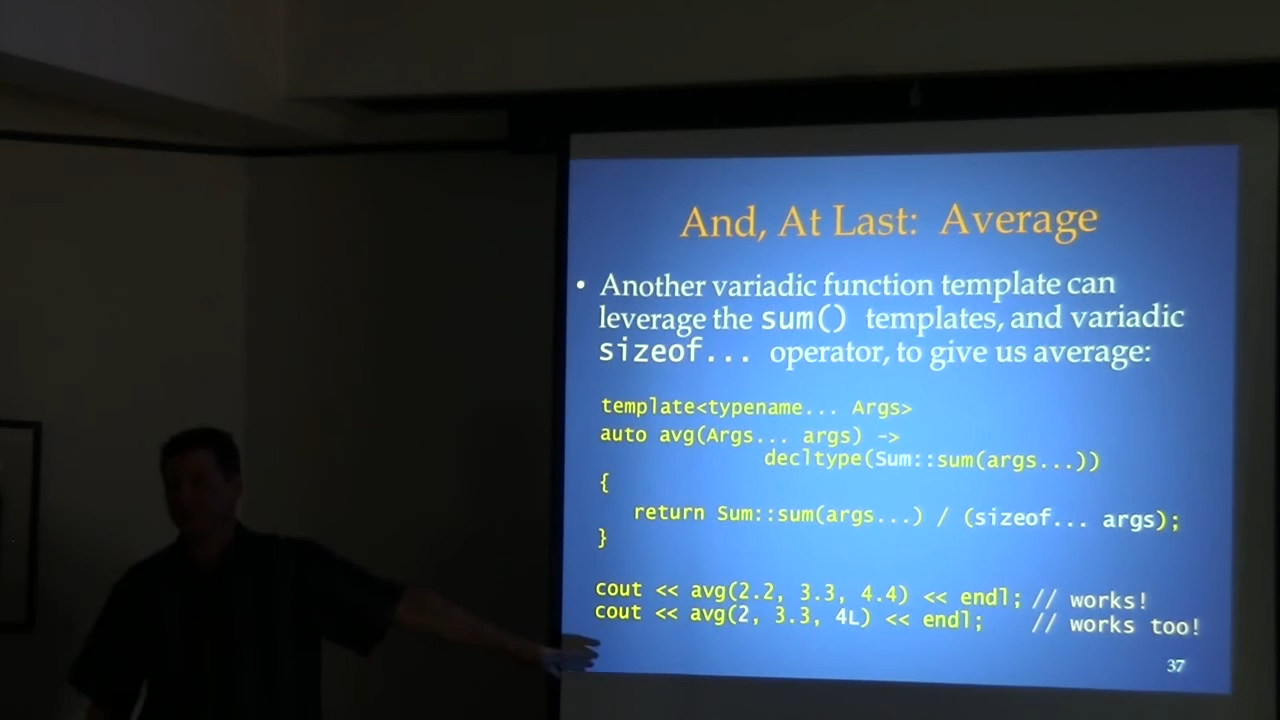 And, At Last: Average
• Another variadic function template can
leverage the sum() templates, and variadic
sizeof... operator, to give us average:
template<typename... Args>
auto avg(Args... args) ->
decltype(Sum::sum(args...))
{
return Sum::sum(args...) / (sizeof... args);
}
cout << avg(2.2, 3.3, 4.4) << endl; // works!
cout << avg(2, 3.3, 4L) << endl; // works too!
37